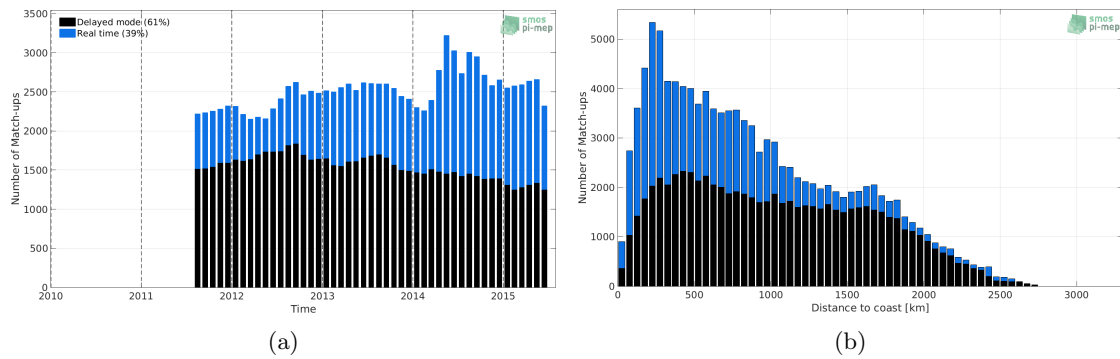 Delayed mode (61%)
Real time (39%)
smos
pi-mep
Number of Match-ups
3500
3000
2500
2000
1500
1000
500
0
2010 2011 2012 2013 2014 2015
Time
(a)
smos
pi-mep
Number of Match-ups
5000
4000
3000
2000
1000
0
0 500 1000 1500 2000 2500 3000
Distance to coast [km]
(b)